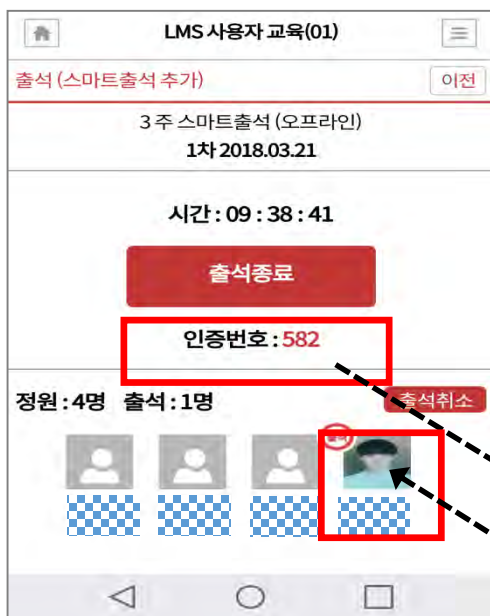 LMS 사용자 교육(01)
출석 (스마트출석 추가)
이전
3 주 스마트출석 (오프라인)
1차 2018.03.21
시간 : 09 : 38 : 41
출석종료
인증번호 : 582
정원 : 4명 출석 : 1명
출석취소